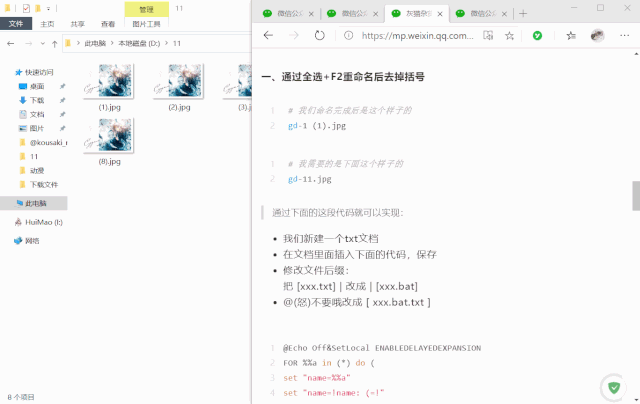 管理
11
文件
主页
共享
查看
图片工具
此电脑 › 本地磁盘 (D:) › 11
快速访问
桌面
下载
文档
图片
11
动漫
下载文件
此电脑
HuiMao (I:)
网络
(1).jpg
(2).jpg
(8).jpg
8 个项目
微信公
微信公
灰猫杂
微信公
https://mp.weixin.qq.com...
一、通过全选+F2重命名后去掉括号
1 # 我们命名完成后是这个样子的
2 gd-1 (1).jpg
1 # 我需要的是下面这个样子的
2 gd-11.jpg
通过下面的这段代码就可以实现：
• 我们新建一个txt文档
• 在文档里面插入下面的代码，保存
• 修改文件后缀：
把 [xxx.txt] | 改成 | [xxx.bat]
• @(怒)不要哦改成 [ xxx.bat.txt ]
1 @Echo Off&SetLocal ENABLEDELAYEDEXPANSION
2 FOR %%a in (*) do (
3 set "name=%%a"
4 set "name=!name: (=!"